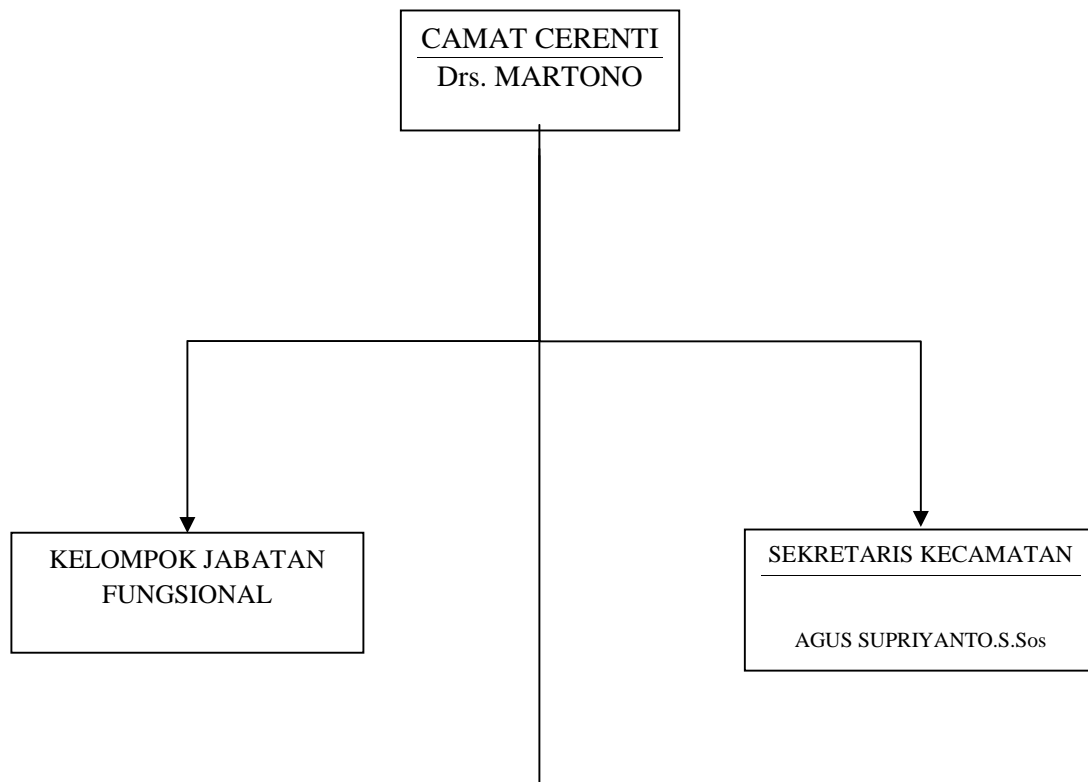 CAMAT CERENTI
Drs. MARTONO
KELOMPOK JABATAN
FUNGSIONAL
SEKRETARIS KECAMATAN
AGUS SUPRIYANTO.S.Sos